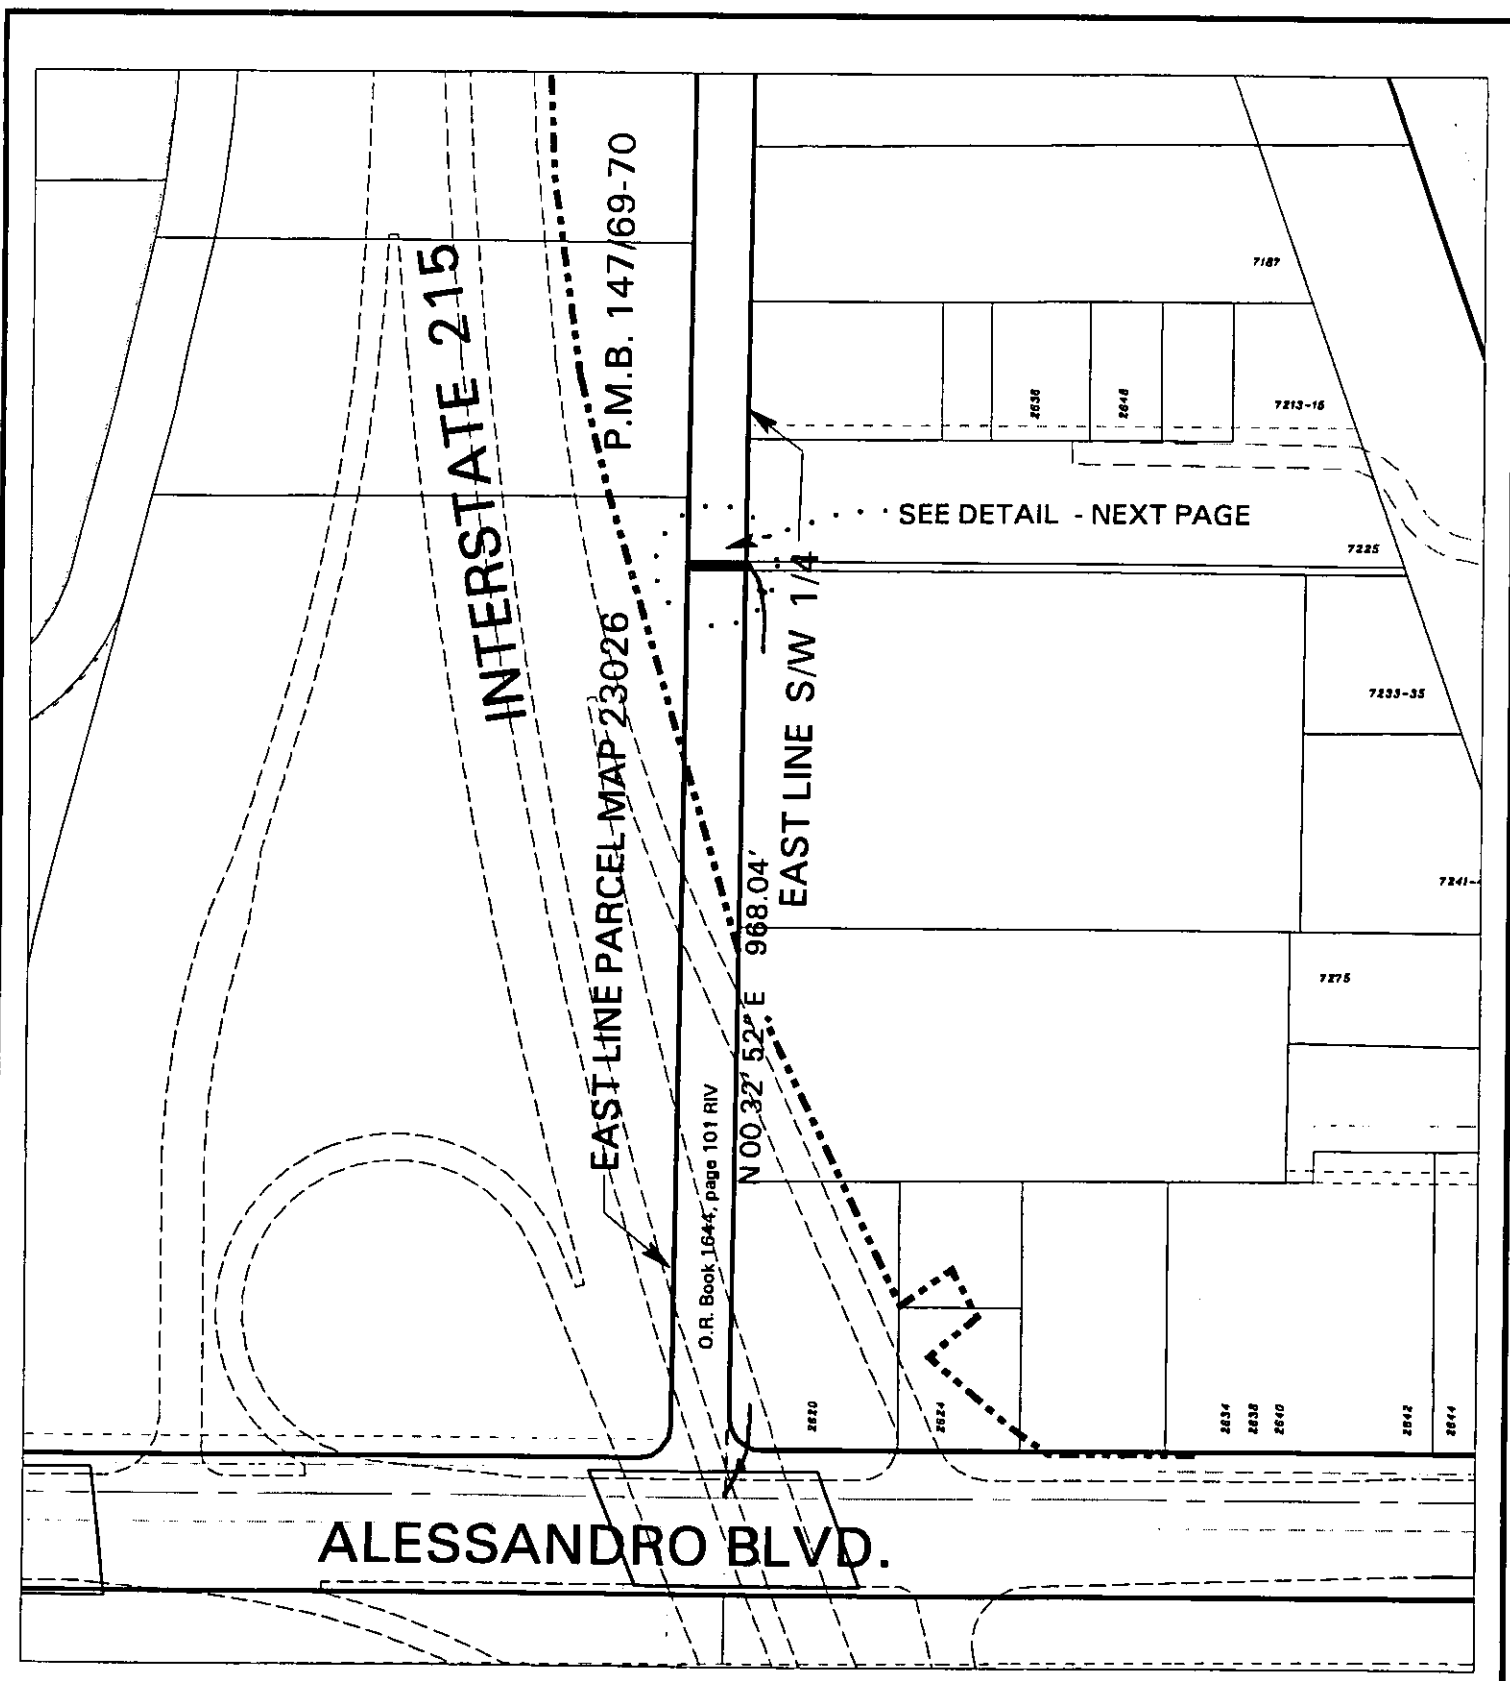 INTERSTATE 215
P.M.B. 147/69-70
7187
2636
2648
7213-15
SEE DETAIL - NEXT PAGE
7225
EAST LINE S/W 1/4
EAST LINE PARCEL MAP 23026
7233-35
7241-
N 00 32' 52" E 968.04'
7275
O.R. Book 1644, page 101 RIV
2620
2624
2634
2638
2640
2642
2644
ALESSANDRO BLVD.